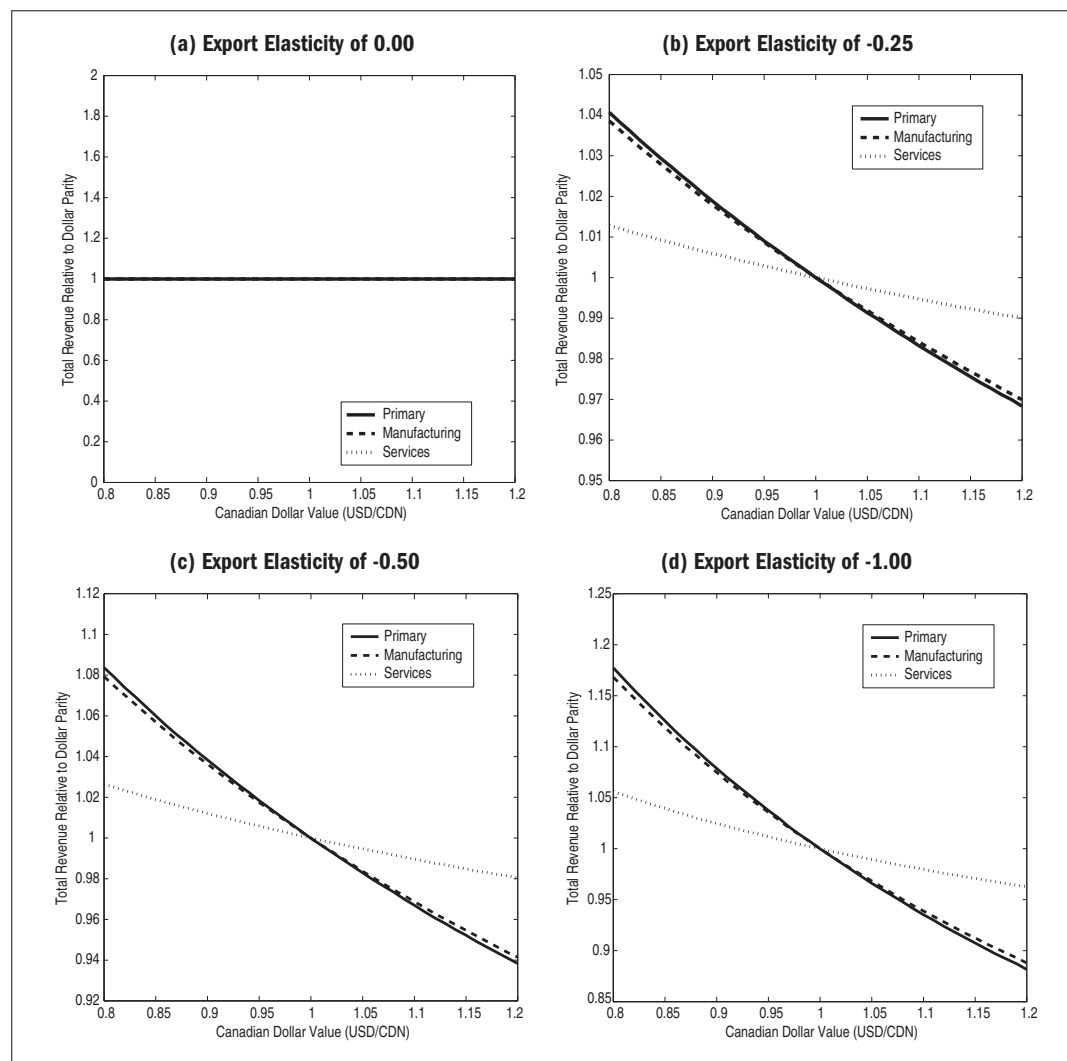 (a) Export Elasticity of 0.00
Total Revenue Relative to Dollar Parity
2
1.8
1.6
1.4
1.2
1
0.8
0.6
0.4
0.2
0
Primary
Manufacturing
Services
0.8 0.85 0.9 0.95 1 1.05 1.1 1.15 1.2
Canadian Dollar Value (USD/CDN)
(b) Export Elasticity of -0.25
Total Revenue Relative to Dollar Parity
1.05
1.04
1.03
1.02
1.01
1
0.99
0.98
0.97
0.96
0.95
Primary
Manufacturing
Services
0.8 0.85 0.9 0.95 1 1.05 1.1 1.15 1.2
Canadian Dollar Value (USD/CDN)
(c) Export Elasticity of -0.50
Total Revenue Relative to Dollar Parity
1.12
1.1
1.08
1.06
1.04
1.02
1
0.98
0.96
0.94
0.92
Primary
Manufacturing
Services
0.8 0.85 0.9 0.95 1 1.05 1.1 1.15 1.2
Canadian Dollar Value (USD/CDN)
(d) Export Elasticity of -1.00
Total Revenue Relative to Dollar Parity
1.25
1.2
1.15
1.1
1.05
1
0.95
0.9
0.85
Primary
Manufacturing
Services
0.8 0.85 0.9 0.95 1 1.05 1.1 1.15 1.2
Canadian Dollar Value (USD/CDN)